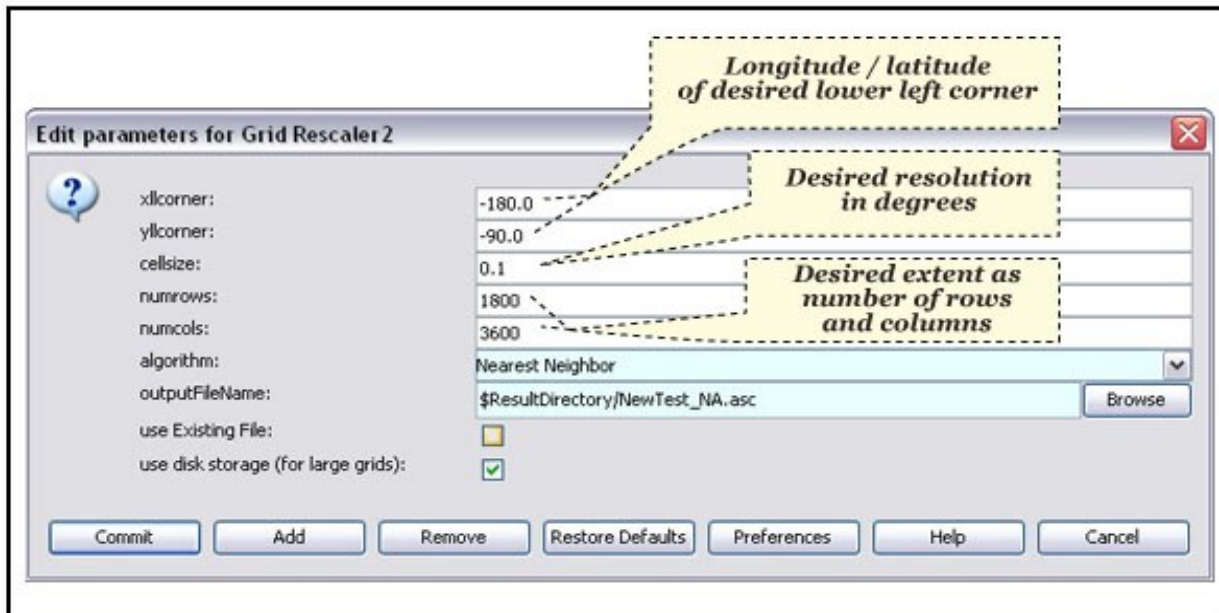 Longitude / latitude
of desired lower left corner
Edit parameters for Grid Rescaler2
?
Desired resolution
in degrees
xllcorner:
-180.0
yllcorner:
-90.0
cellsize:
0.1
Desired extent as
number of rows
and columns
numrows:
1800
numcols:
3600
algorithm:
Nearest Neighbor
outputFileName:
$ResultDirectory/NewTest_NA.asc
Browse
use Existing File:
use disk storage (for large grids):
Commit
Add
Remove
Restore Defaults
Preferences
Help
Cancel